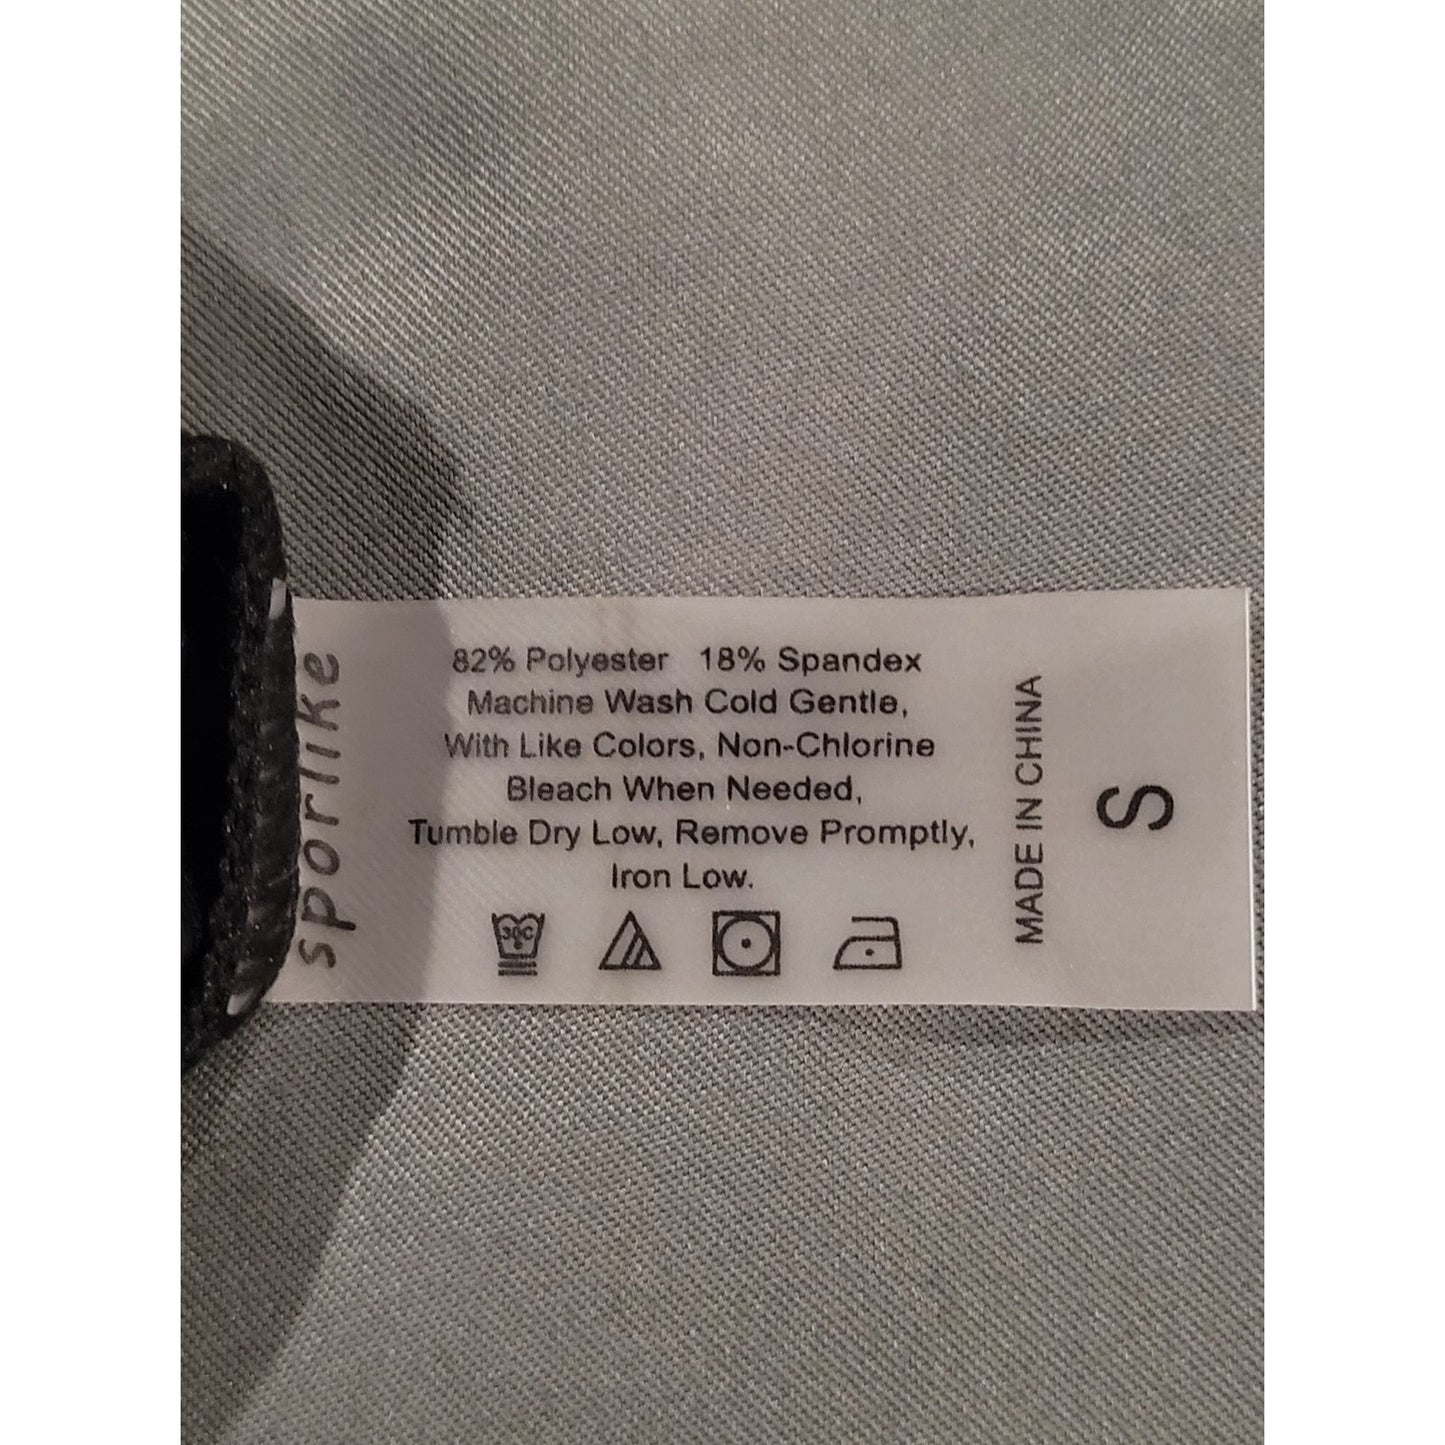 sporlike
82% Polyester 18% Spandex
Machine Wash Cold Gentle,
With Like Colors, Non-Chlorine
Bleach When Needed,
Tumble Dry Low, Remove Promptly,
Iron Low.
30C
MADE IN CHINA
S